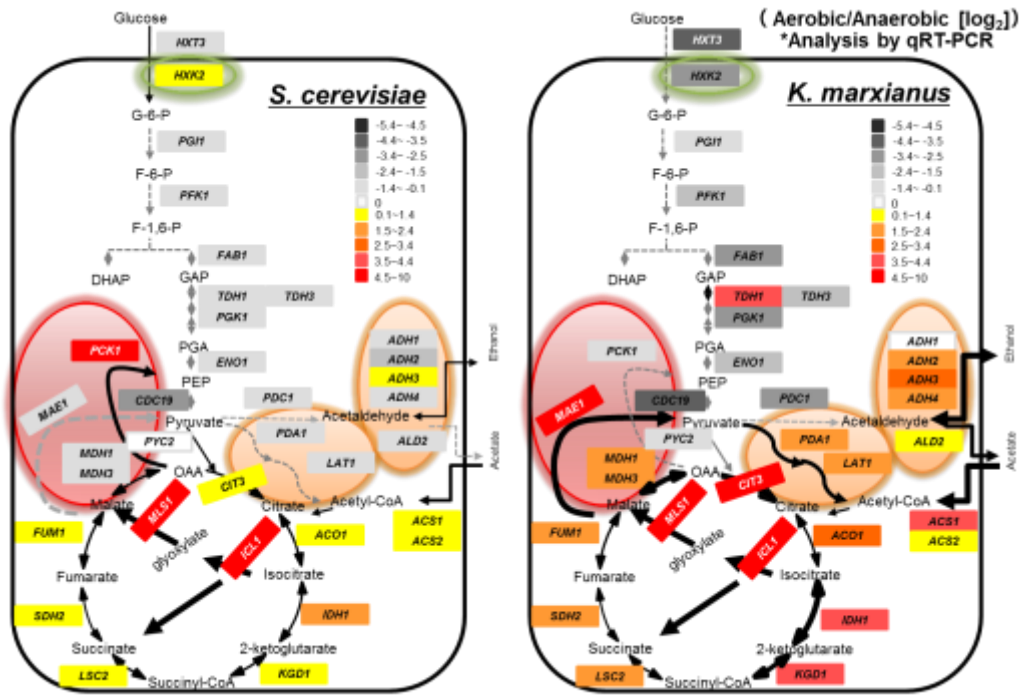 ( Aerobic/Anaerobic [log2])
*Analysis by qRT-PCR
Glucose
HXT3
HXK2
S. cerevisiae
G-6-P
PGI1
F-6-P
PFK1
F-1,6-P
-5.4~ -4.5
-4.4~ -3.5
-3.4~ -2.5
-2.4~ -1.5
-1.4~ -0.1
0
0.1~1.4
1.5~2.4
2.5~3.4
3.5~4.4
4.5~10
FAB1
DHAP
GAP
TDH1
TDH3
PGK1
PGA
ENO1
PEP
PCK1
MAE1
CDC19
PDC1
Pyruvate
Acetaldehyde
ADH1
ADH2
ADH3
ADH4
Ethanol
ALD2
Acetate
PYC2
PDA1
LAT1
MDH1
MDH3
OAA
CIT3
Malate
MLS1
Citrate
Acetyl-CoA
ACS1
ACS2
FUM1
glyoxylate
ICL1
ACO1
Fumarate
Isocitrate
SDH2
IDH1
Succinate
2-ketoglutarate
LSC2
Succinyl-CoA
KGD1
Glucose
HXT3
HXK2
K. marxianus
G-6-P
PGI1
F-6-P
PFK1
F-1,6-P
-5.4~ -4.5
-4.4~ -3.5
-3.4~ -2.5
-2.4~ -1.5
-1.4~ -0.1
0
0.1~1.4
1.5~2.4
2.5~3.4
3.5~4.4
4.5~10
FAB1
DHAP
GAP
TDH1
TDH3
PGK1
PGA
ENO1
PEP
PCK1
MAE1
CDC19
PDC1
Pyruvate
Acetaldehyde
ADH1
ADH2
ADH3
ADH4
Ethanol
ALD2
Acetate
PYC2
PDA1
LAT1
MDH1
MDH3
OAA
CIT3
Malate
MLS1
Citrate
Acetyl-CoA
ACS1
ACS2
FUM1
glyoxylate
ICL1
ACO1
Fumarate
Isocitrate
SDH2
IDH1
Succinate
2-ketoglutarate
LSC2
Succinyl-CoA
KGD1